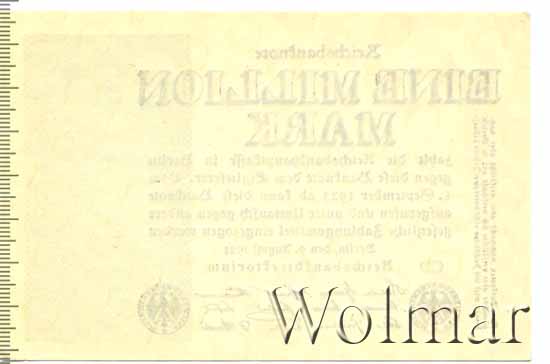 Reichsbanknote
EINE MILLION
MARK
zahlt die Reichsbankhauptkasse in Berlin
gegen diese Banknote dem Einlieferer. Vom
1. September 1923 ab kann diese Banknote
aufgerufen und unter Umtausch gegen andere
gesetzliche Zahlungsmittel eingezogen werden
Berlin, den 9. August 1923
Reichsbankdirektorium
Wolmar